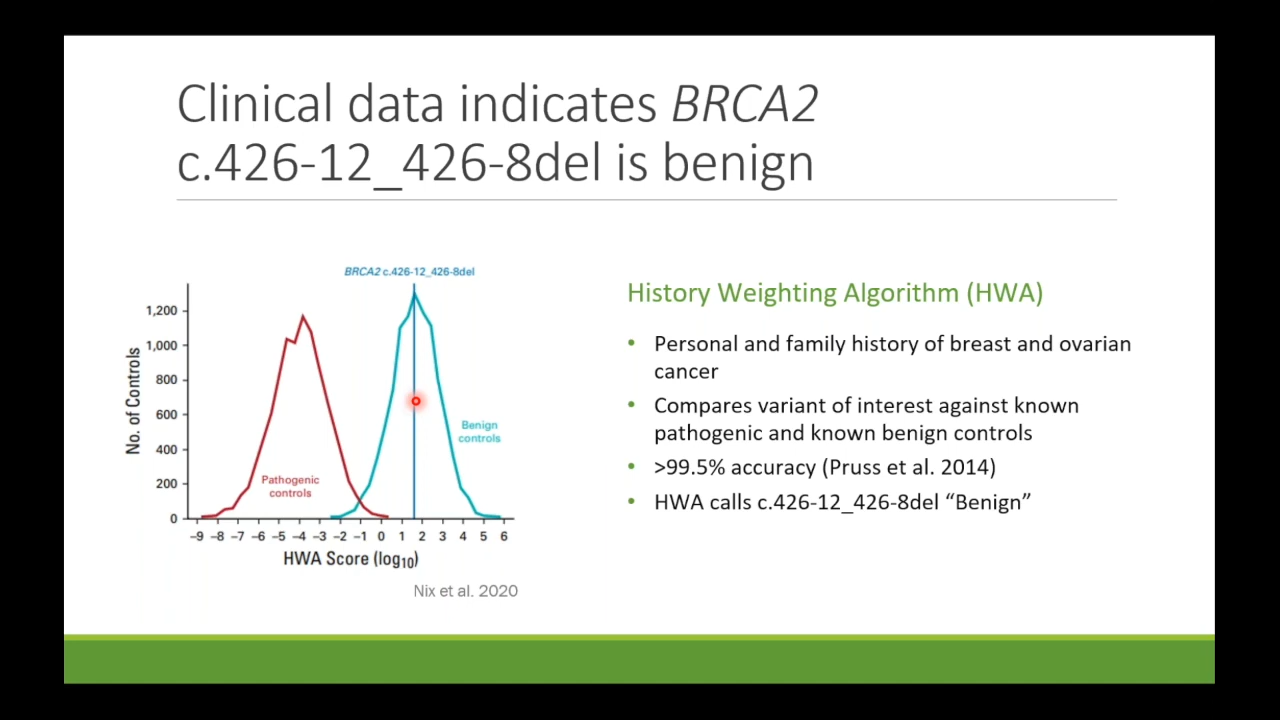 Clinical data indicates BRCA2
c.426-12_426-8del is benign
BRCA2 c.426-12_426-8del
No. of Controls
1,200
1,000
800
600
400
200
0
Pathogenic
controls
Benign
controls
−9 −8 −7 −6 −5 −4 −3 −2 −1 0 1 2 3 4 5 6
HWA Score (log10)
Nix et al. 2020
History Weighting Algorithm (HWA)
• Personal and family history of breast and ovarian
cancer
• Compares variant of interest against known
pathogenic and known benign controls
• >99.5% accuracy (Pruss et al. 2014)
• HWA calls c.426-12_426-8del “Benign”